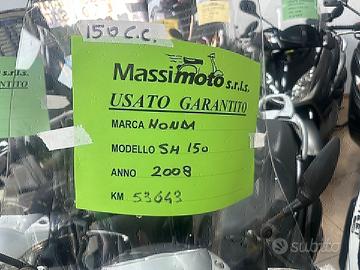 150 C.C.
Massimoto s.r.l.s.
USATO GARANTITO
MARCA HONDA
MODELLO SH 150
ANNO 2008
KM 53643
subito